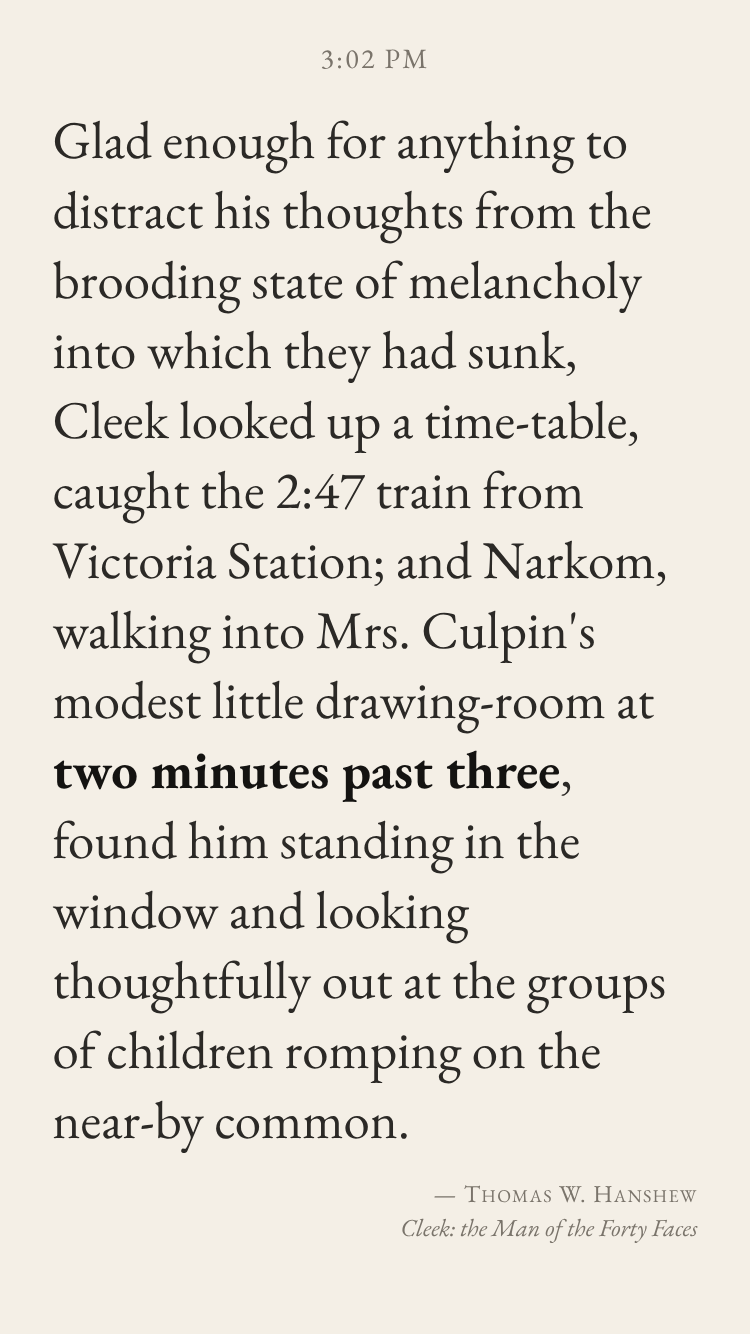 3:02 PM
Glad enough for anything to
distract his thoughts from the
brooding state of melancholy
into which they had sunk,
Cleek looked up a time-table,
caught the 2:47 train from
Victoria Station; and Narkom,
walking into Mrs. Culpin's
modest little drawing-room at
two minutes past three,
found him standing in the
window and looking
thoughtfully out at the groups
of children romping on the
near-by common.
— Thomas W. Hanshew
Cleek: the Man of the Forty Faces